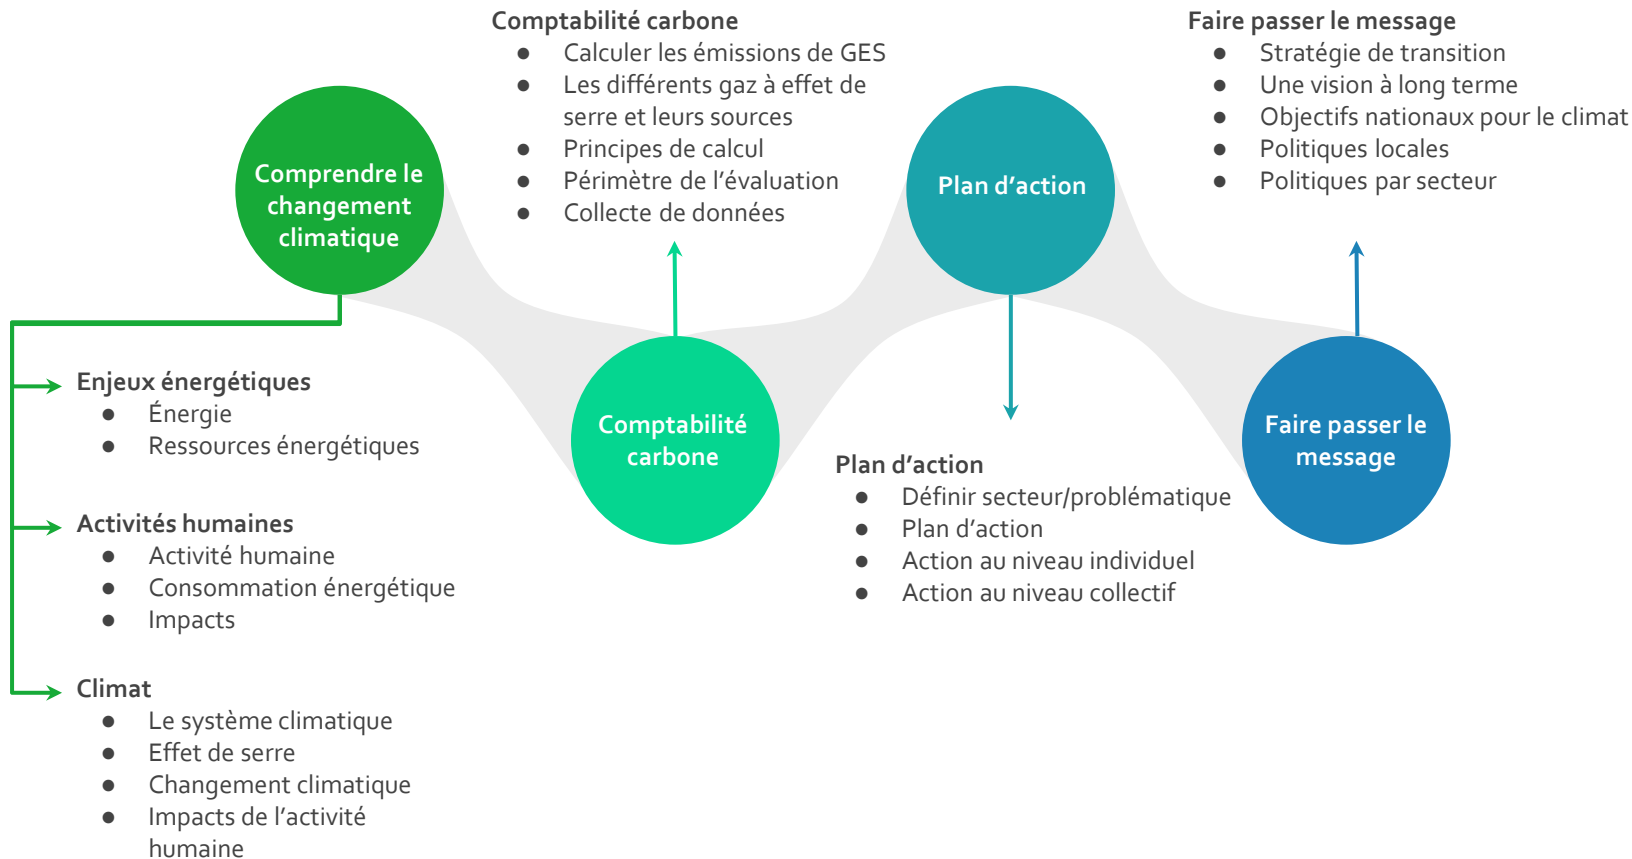 Comprendre le
changement
climatique
Enjeux énergétiques
● Énergie
● Ressources énergétiques
Activités humaines
● Activité humaine
● Consommation énergétique
● Impacts
Climat
● Le système climatique
● Effet de serre
● Changement climatique
● Impacts de l’activité
humaine
Comptabilité carbone
● Calculer les émissions de GES
● Les différents gaz à effet de
serre et leurs sources
● Principes de calcul
● Périmètre de l’évaluation
● Collecte de données
Comptabilité
carbone
Plan d’action
Plan d’action
● Définir secteur/problématique
● Plan d’action
● Action au niveau individuel
● Action au niveau collectif
Faire passer le message
● Stratégie de transition
● Une vision à long terme
● Objectifs nationaux pour le climat
● Politiques locales
● Politiques par secteur
Faire passer le
message